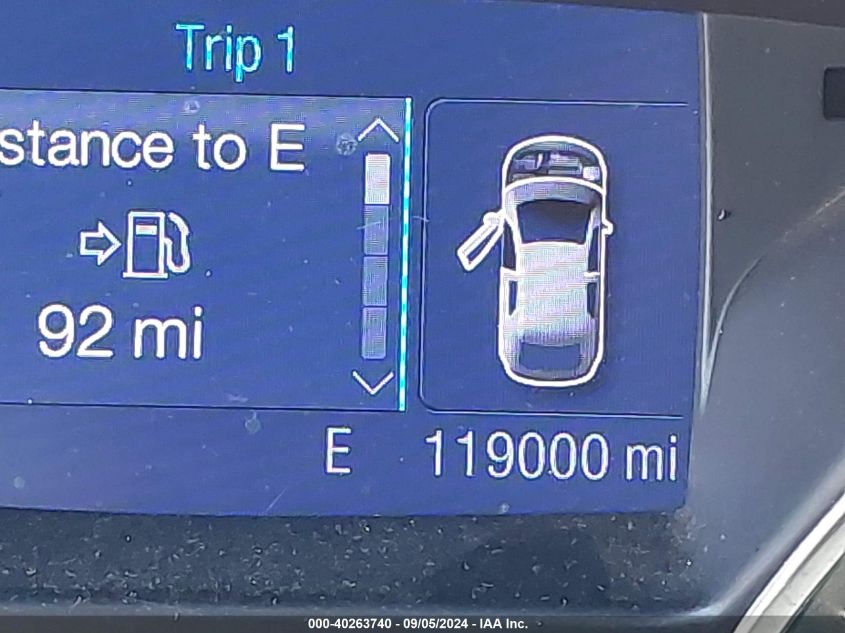 Trip 1
stance to E
92 mi
E
119000 mi
000-40263740 - 09/05/2024 - IAA Inc.